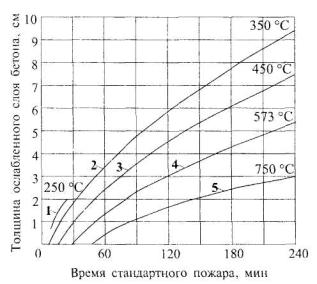 Толщина ослабленного слоя бетона, см
10
9
8
7
6
5
4
3
2
1
0
350 °С
450 °С
573 °С
750 °С
250 °С
1
2
3
4
5
60
120
180
240
Время стандартного пожара, мин